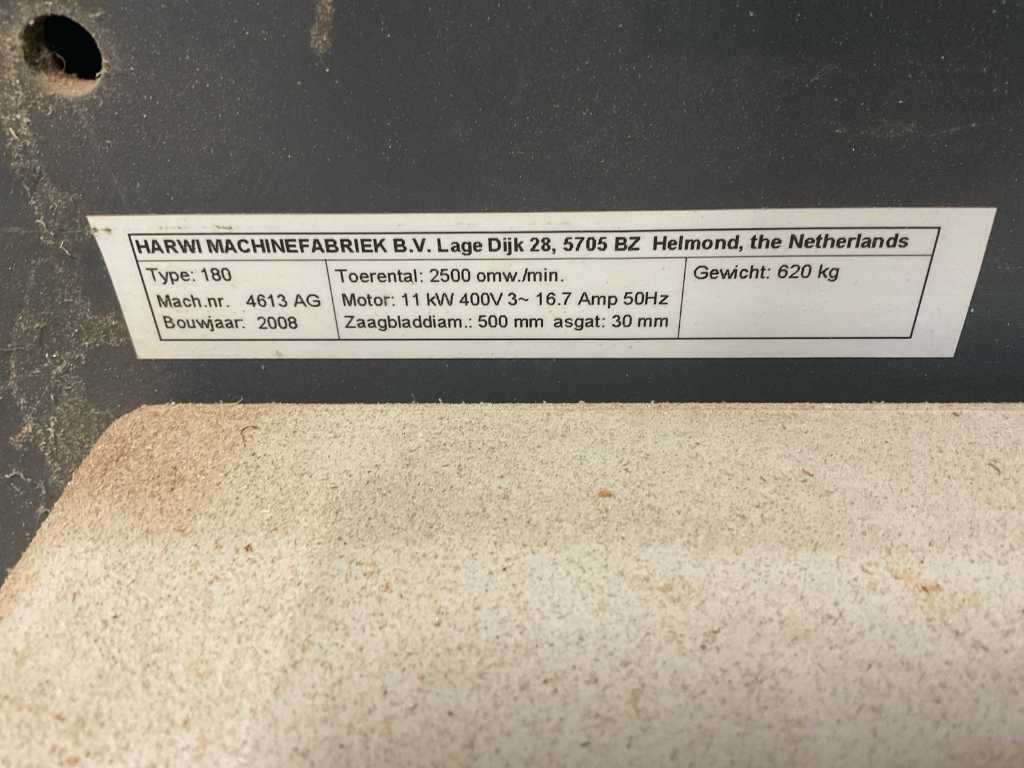 HARWI MACHINEFABRIEK B.V. Lage Dijk 28, 5705 BZ Helmond, the Netherlands
Type: 180
Mach.nr. 4613 AG
Bouwjaar: 2008
Toerental: 2500 omw./min.
Motor: 11 kW 400V 3~ 16.7 Amp 50Hz
Zaagbladdiam.: 500 mm asgat: 30 mm
Gewicht: 620 kg